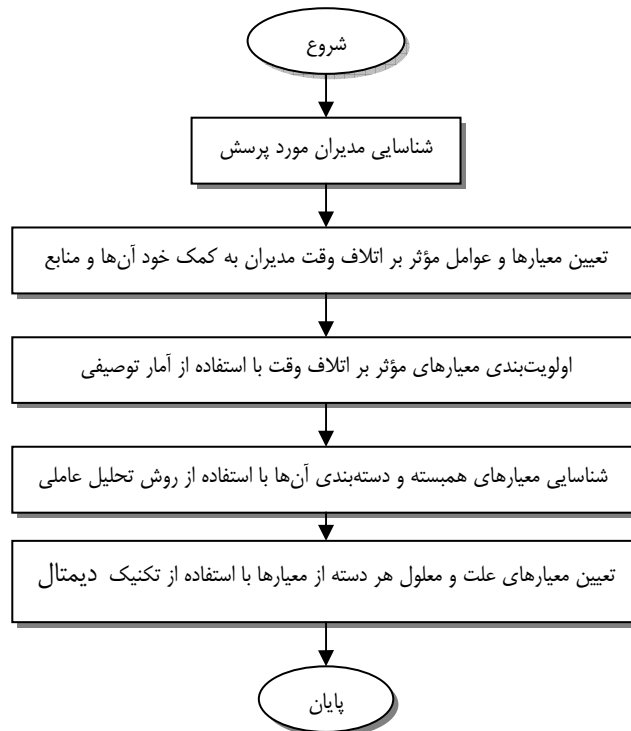 شروع
شناسایی مدیران مورد پرسش
تعیین معیارها و عوامل مؤثر بر اتلاف وقت مدیران به کمک خود آن‌ها و منابع
اولویت‌بندی معیارهای مؤثر بر اتلاف وقت با استفاده از آمار توصیفی
شناسایی معیارهای همبسته و دسته‌بندی آن‌ها با استفاده از روش تحلیل عاملی
تعیین معیارهای علت و معلول هر دسته از معیارها با استفاده از تکنیک دیمتال
پایان